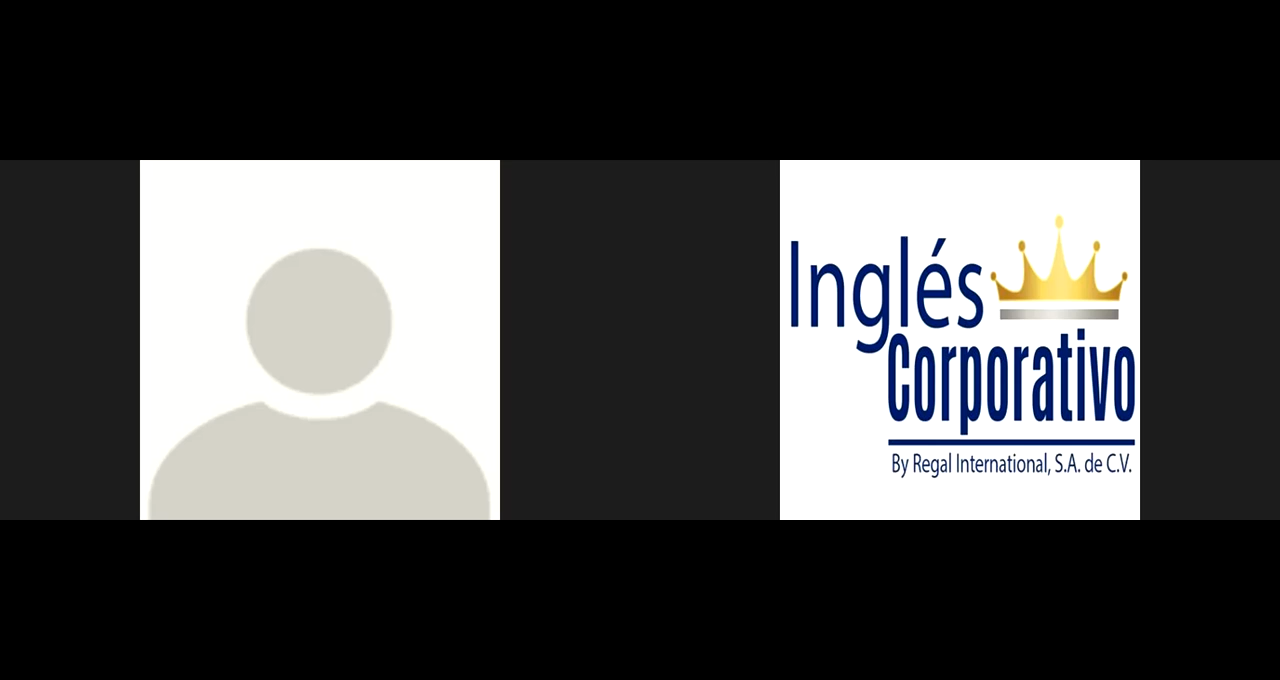 Inglés
Corporativo
By Regal International, S.A. de C.V.